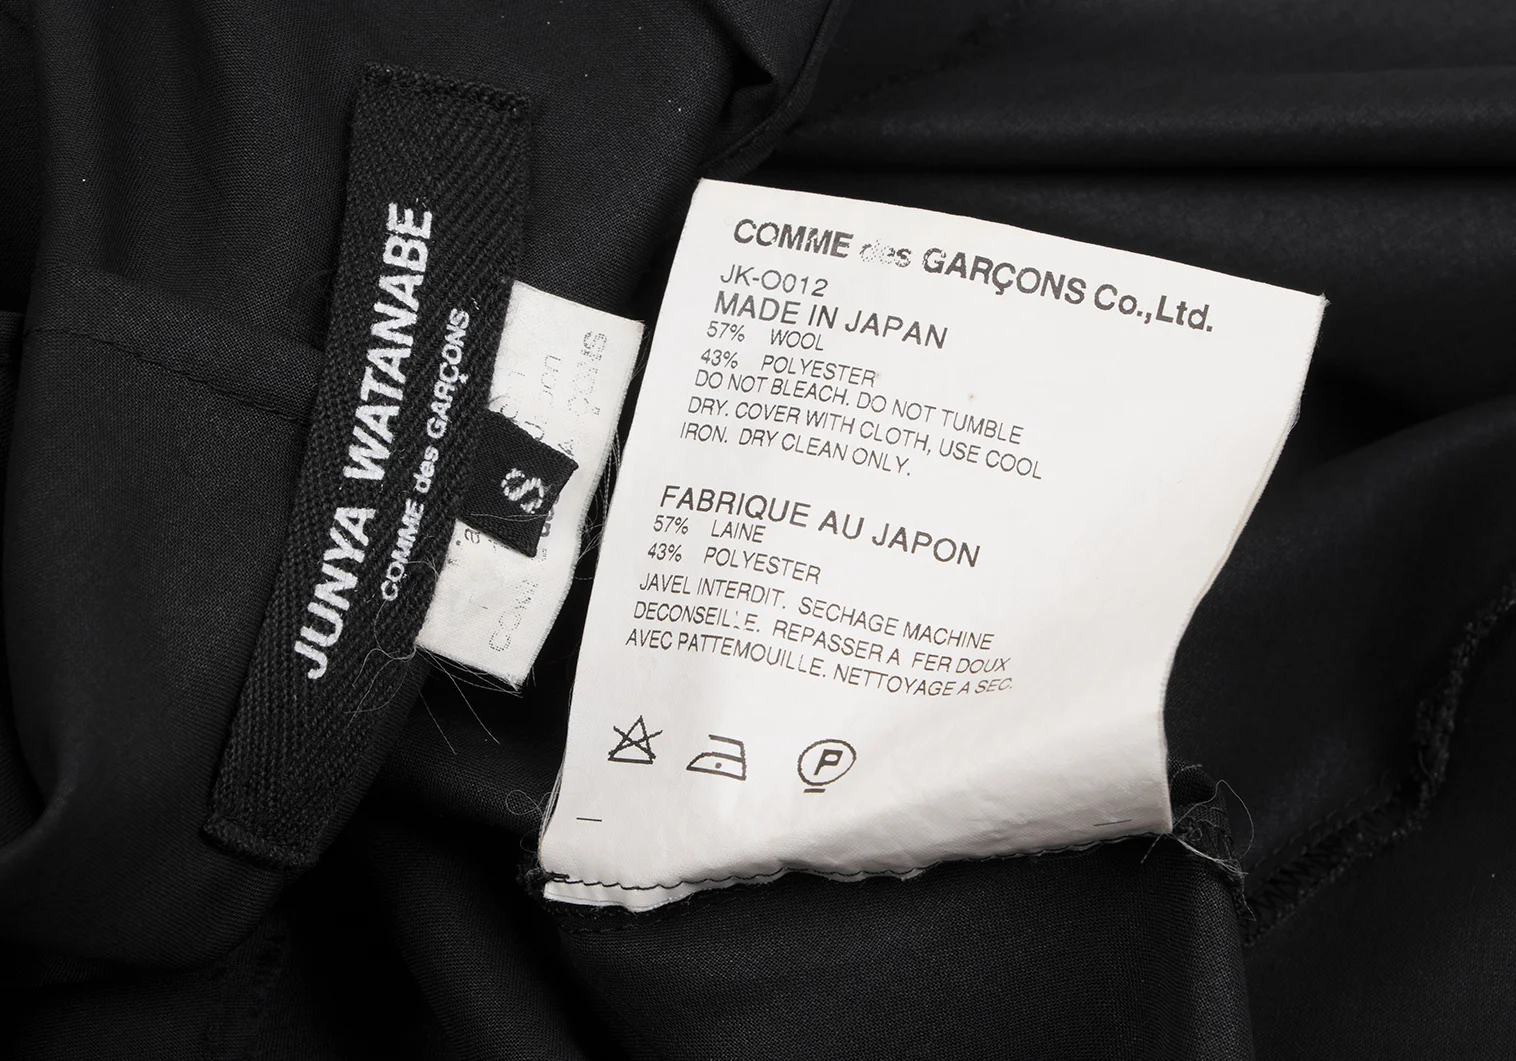 JUNYA WATANABE
COMME des GARÇONS
S
COMME des GARÇONS Co.,Ltd.
JK-O012
MADE IN JAPAN
57% WOOL
43% POLYESTER
DO NOT BLEACH. DO NOT TUMBLE
DRY. COVER WITH CLOTH, USE COOL
IRON. DRY CLEAN ONLY.
FABRIQUE AU JAPON
57% LAINE
43% POLYESTER
JAVEL INTERDIT. SECHAGE MACHINE
DECONSEILLE. REPASSER A FER DOUX
AVEC PATTEMOUILLE. NETTOYAGE A SEC.
P